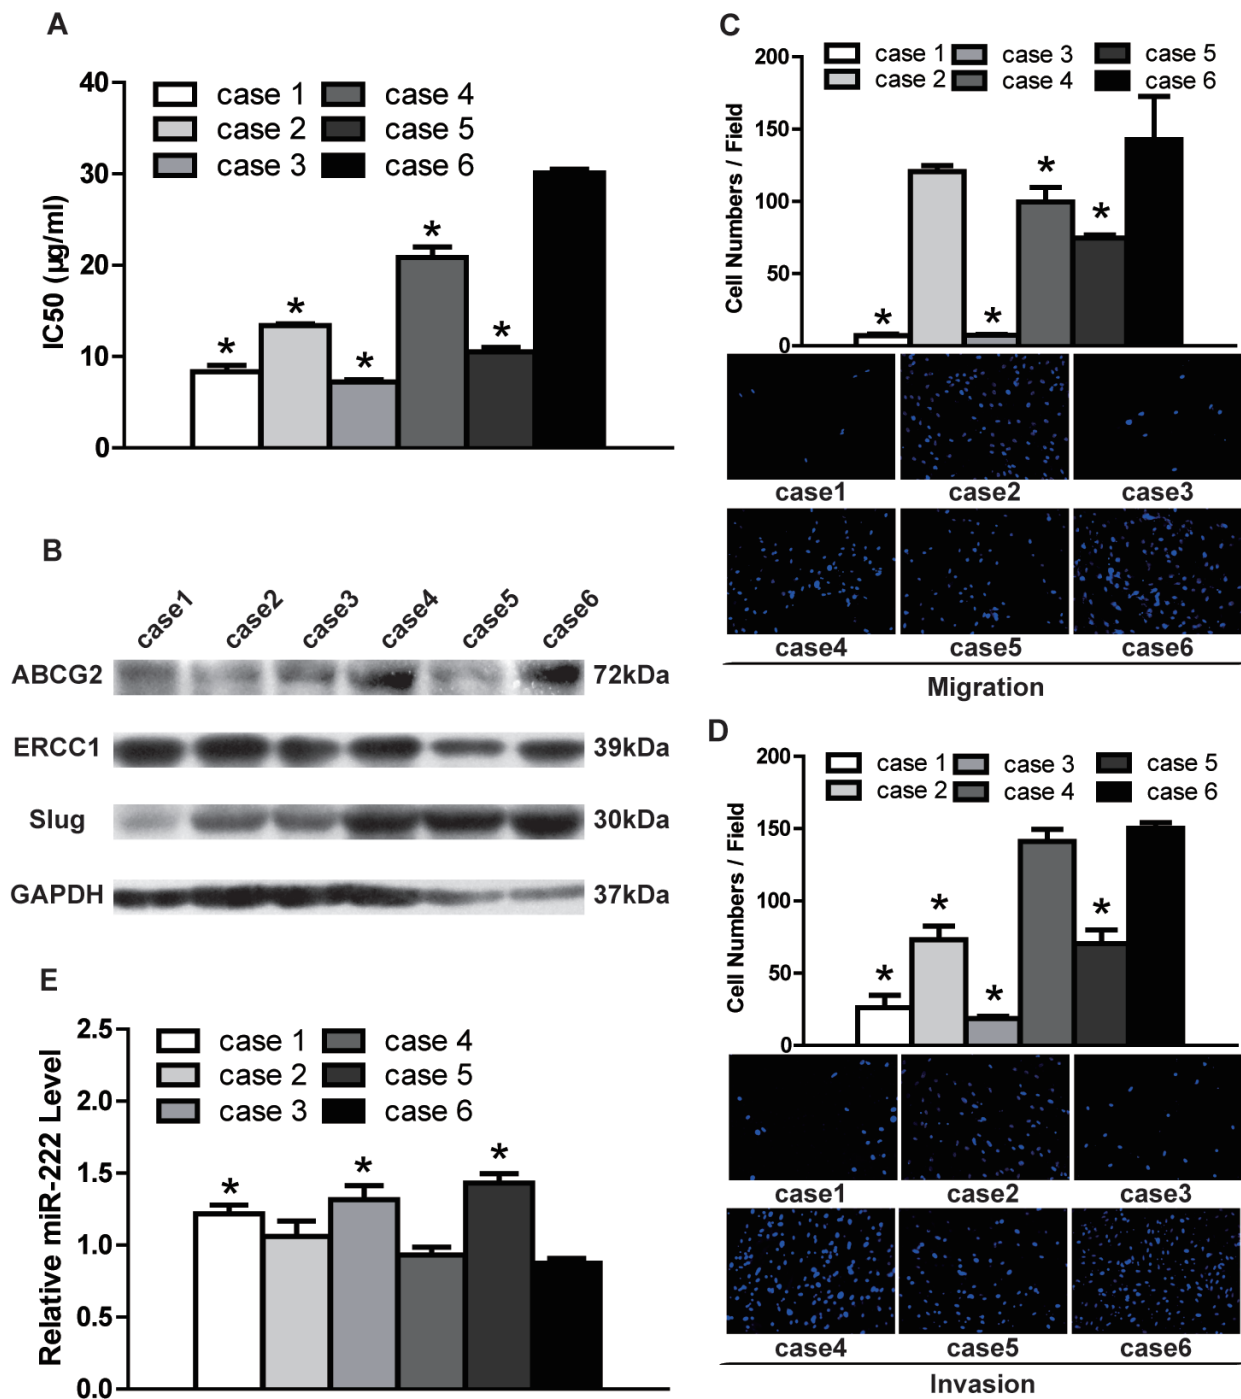 A
IC50 (µg/ml)
40
30
20
10
0
case 1
case 2
case 3
case 4
case 5
case 6
*
*
*
*
*
B
case1
case2
case3
case4
case5
case6
ABCG2
72kDa
ERCC1
39kDa
Slug
30kDa
GAPDH
37kDa
E
Relative miR-222 Level
2.5
2.0
1.5
1.0
0.5
0.0
case 1
case 2
case 3
case 4
case 5
case 6
*
*
*
C
Cell Numbers / Field
200
150
100
50
0
case 1
case 2
case 3
case 4
case 5
case 6
*
*
*
*
case1
case2
case3
case4
case5
case6
Migration
D
Cell Numbers / Field
200
150
100
50
0
case 1
case 2
case 3
case 4
case 5
case 6
*
*
*
*
case1
case2
case3
case4
case5
case6
Invasion